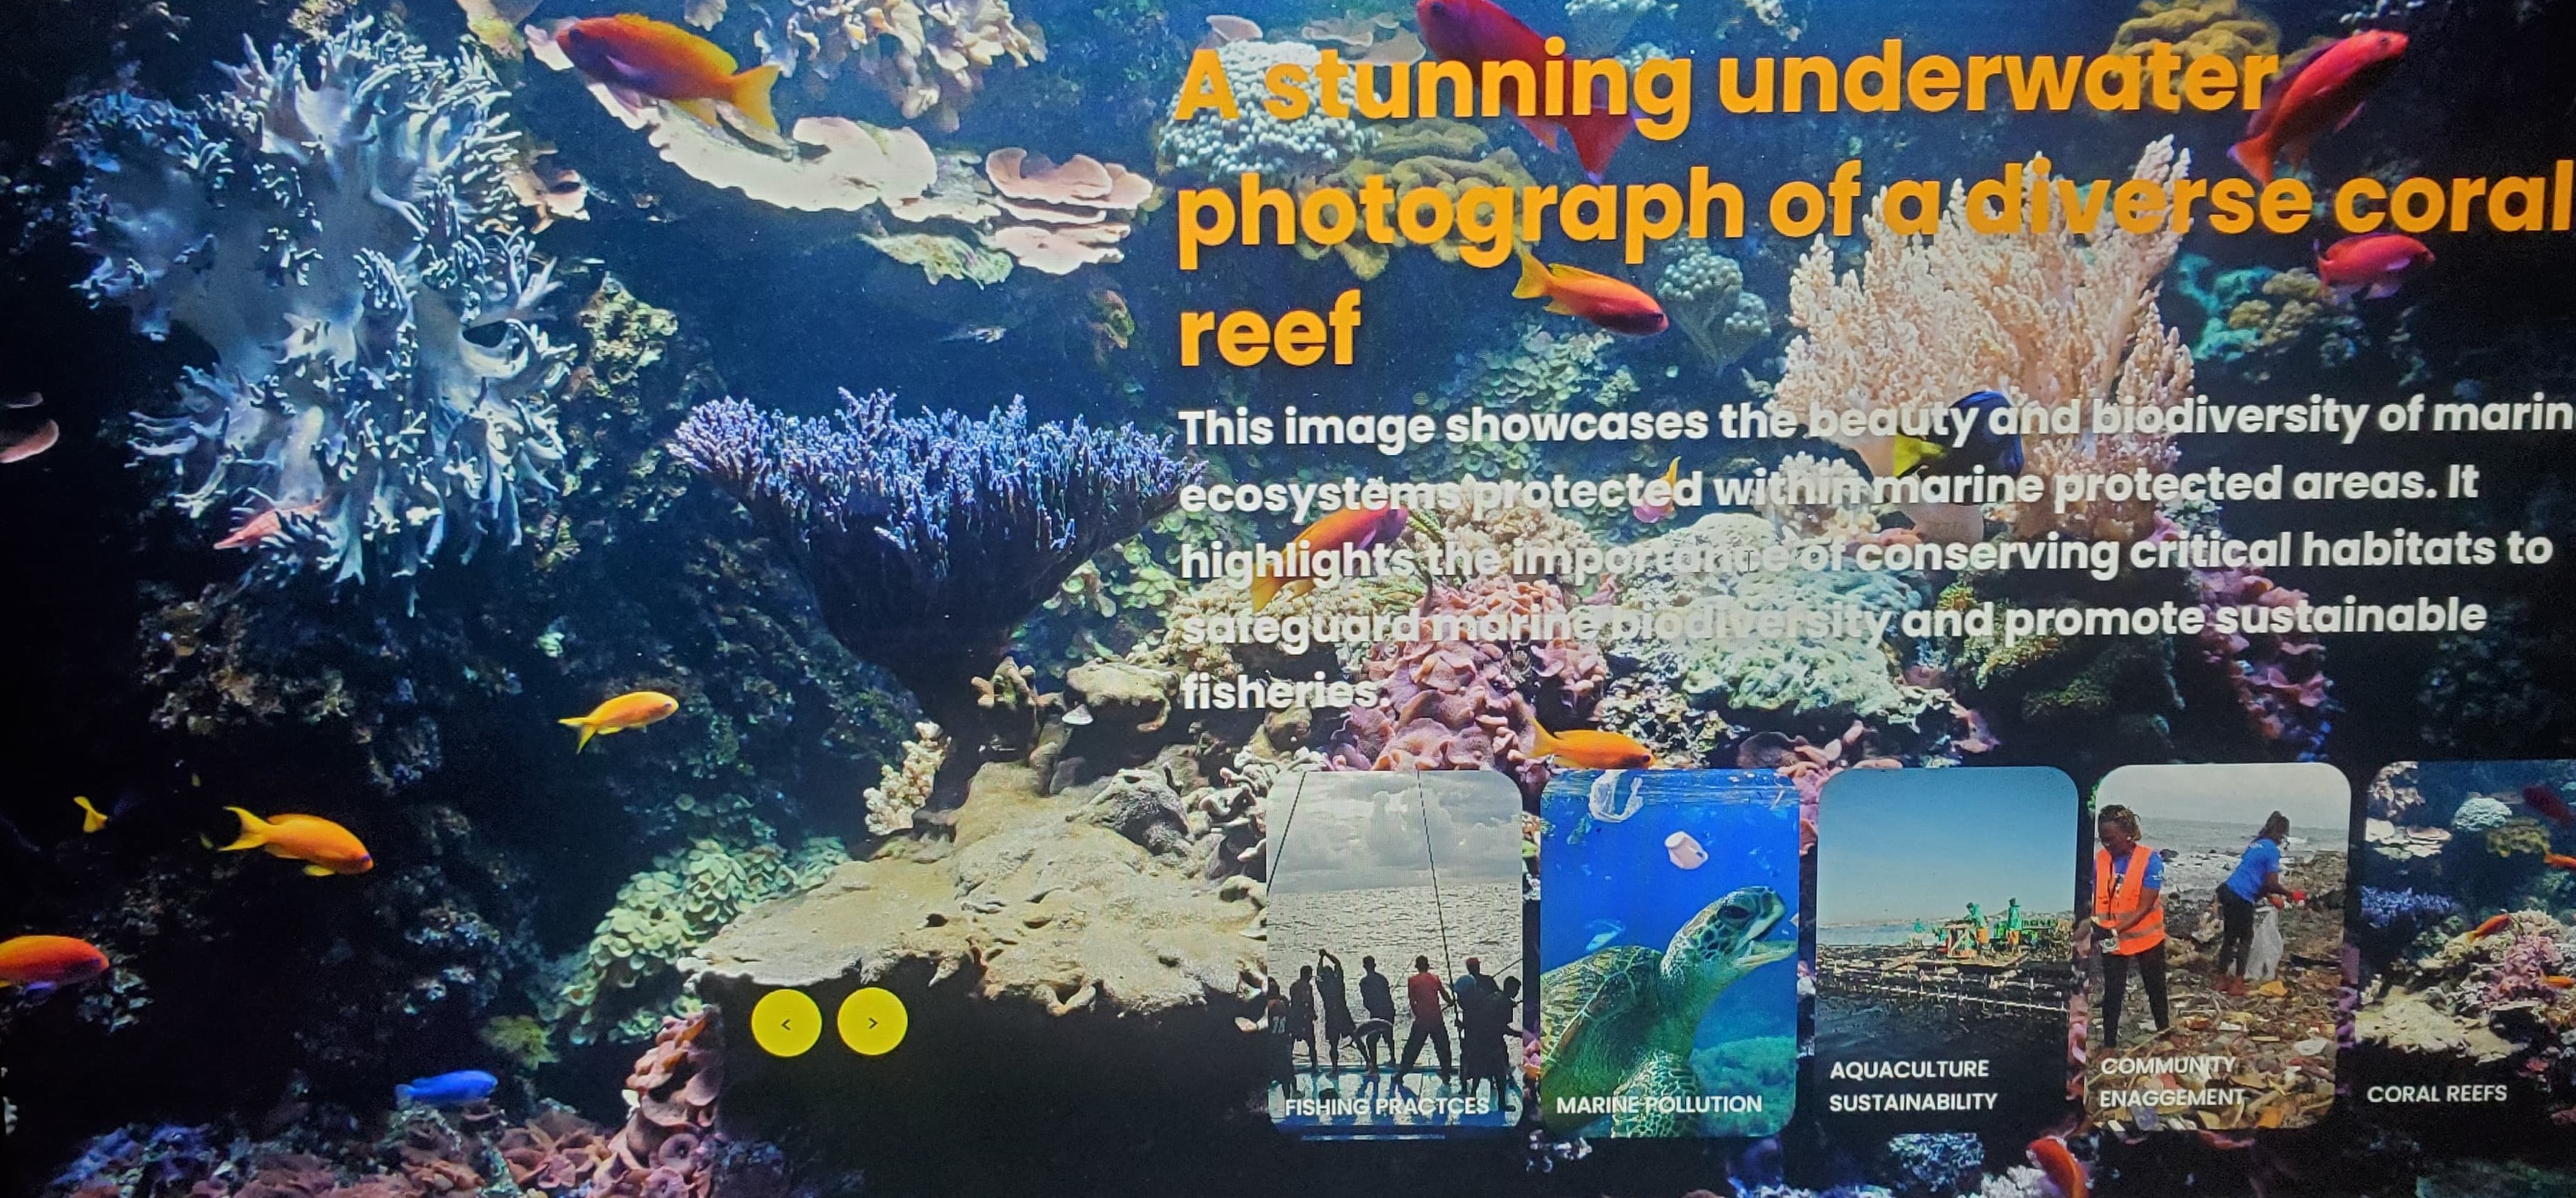 A stunning underwater
photograph of a diverse coral
reef
This image showcases the beauty and biodiversity of marin
ecosystems protected within marine protected areas. It
highlights the importance of conserving critical habitats to
safeguard marine biodiversity and promote sustainable
fisheries.
FISHING PRACTCES
MARINE POLLUTION
AQUACULTURE
SUSTAINABILITY
COMMUNITY
ENAGGEMENT
CORAL REEFS